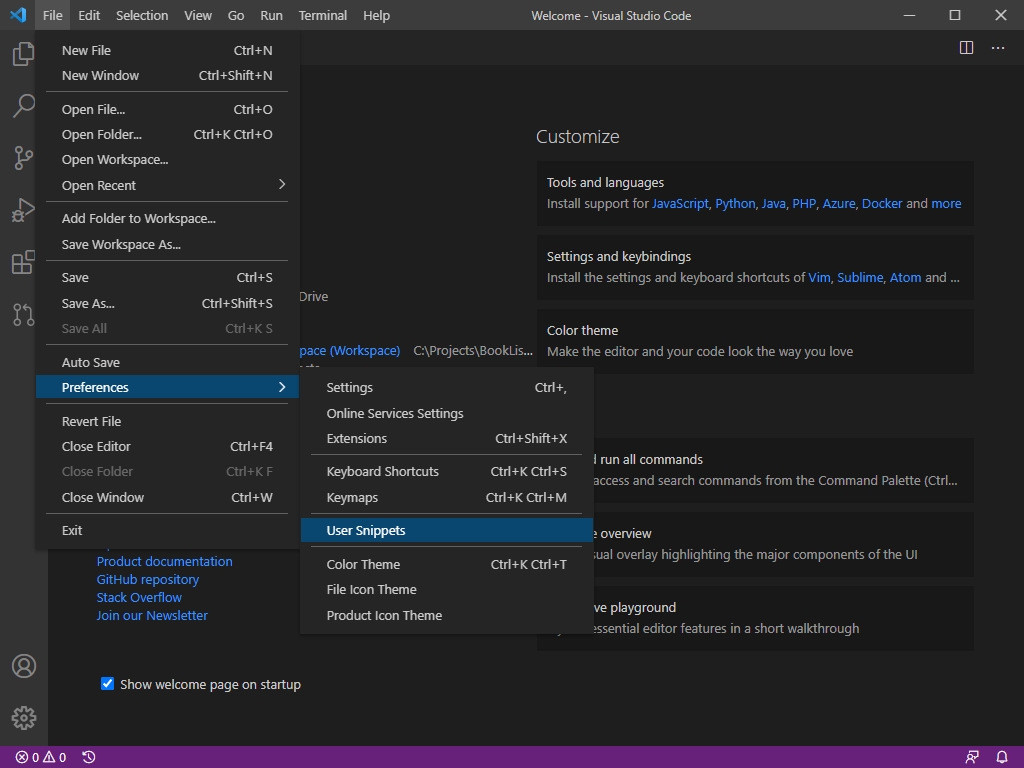 File Edit Selection View Go Run Terminal Help Welcome - Visual Studio Code
New File Ctrl+N
New Window Ctrl+Shift+N
Open File... Ctrl+O
Open Folder... Ctrl+K Ctrl+O
Open Workspace...
Open Recent
Add Folder to Workspace...
Save Workspace As...
Save Ctrl+S
Save As... Ctrl+Shift+S
Save All Ctrl+K S
Auto Save
Preferences
Revert File
Close Editor Ctrl+F4
Close Folder Ctrl+K F
Close Window Ctrl+W
Exit
Settings Ctrl+,
Online Services Settings
Extensions Ctrl+Shift+X
Keyboard Shortcuts Ctrl+K Ctrl+S
Keymaps Ctrl+K Ctrl+M
User Snippets
Color Theme Ctrl+K Ctrl+T
File Icon Theme
Product Icon Theme
Drive
pace (Workspace) C:\Projects\BookLis...
Product documentation
GitHub repository
Stack Overflow
Join our Newsletter
Show welcome page on startup
Customize
Tools and languages
Install support for JavaScript, Python, Java, PHP, Azure, Docker and more
Settings and keybindings
Install the settings and keyboard shortcuts of Vim, Sublime, Atom and ...
Color theme
Make the editor and your code look the way you love
run all commands
access and search commands from the Command Palette (Ctrl...
e overview
sual overlay highlighting the major components of the UI
ve playground
essential editor features in a short walkthrough
0 0